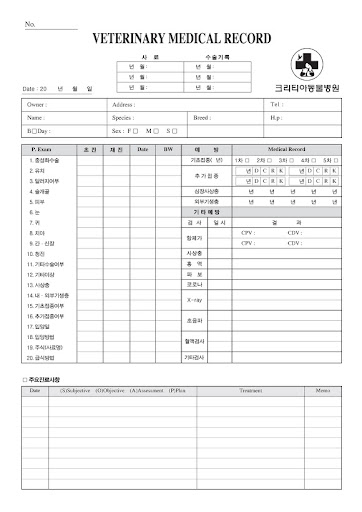 No.
VETERINARY MEDICAL RECORD
사 료 수술기록
년 월: 년 월:
년 월: 년 월:
년 월: 년 월:
Date : 20 년 월 일
크리티아동물병원
Owner : Address : Tel :
Name : Species : Breed : H.p :
B□Day : Sex : F □ M □ S □
P. Exam 초 진 재 진 Date BW 예 방 Medical Record
1. 중성화수술
2. 유치
3. 알러지여부
4. 슬개골
5. 피부
6. 눈
7. 귀
8. 치아
9. 간ㆍ신장
10. 청진
11. 기타수술여부
12. 기타이상
13. 사상충
14. 내ㆍ외부기생충
15. 기초접종여부
16. 추가접종여부
17. 입양일
18. 입양방법
19. 주식(사료명)
20. 급식방법
기초접종( 년) 1차 □ 2차 □ 3차 □ 4차 □ 5차 □
추 가 접 종 년 D C R K 년 D C R K
년 D C R K 년 D C R K
심장사상충 년 년 년 년
외부기생충 년 년 년 년
기 타 예 방
검 사 일 시 결 과
항체가 CPV : CDV :
CPV : CDV :
사상충
홍 역
파 보
코로나
X-ray
초음파
혈액검사
기타검사
□ 주요진료사항
Date (S)Subjective (O)Objective (A)Assessment (P)Plan Treatment Memo